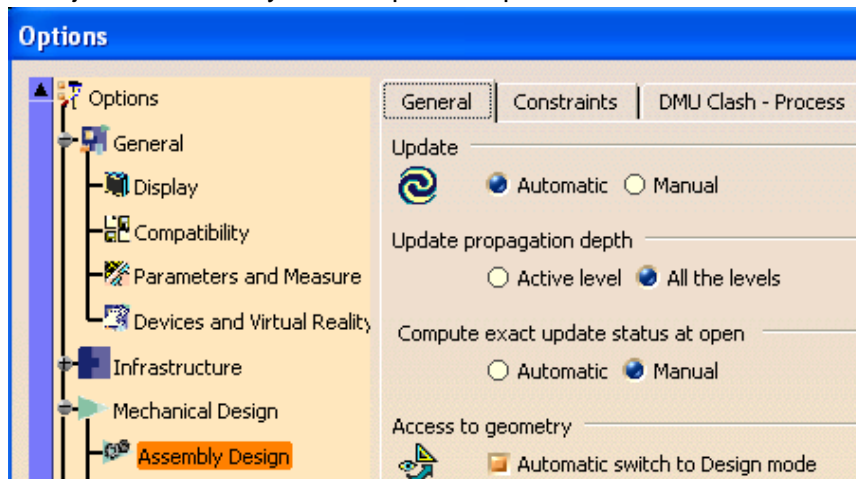 Options
Options
General
Display
Compatibility
Parameters and Measure
Devices and Virtual Reality
Infrastructure
Mechanical Design
Assembly Design
General Constraints DMU Clash - Process
Update
Automatic Manual
Update propagation depth
Active level All the levels
Compute exact update status at open
Automatic Manual
Access to geometry
Automatic switch to Design mode